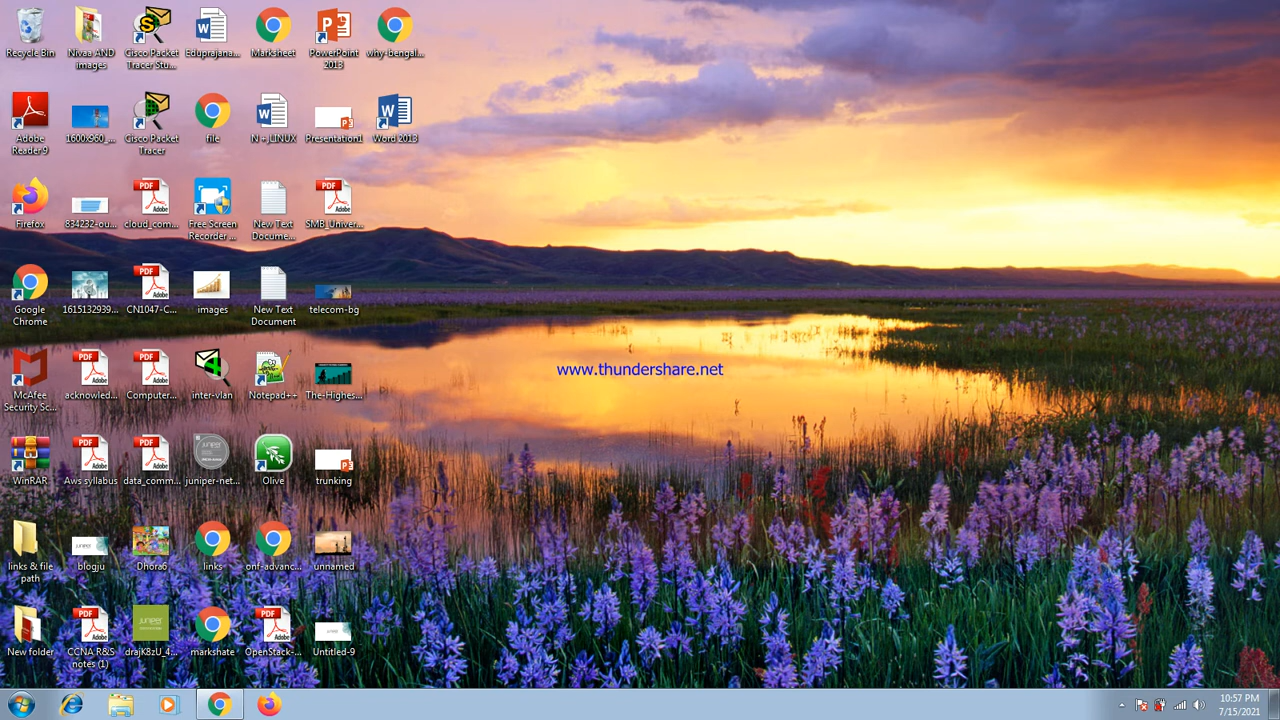 Recycle Bin
Nivaa AND images
Cisco Packet Tracer Stu...
Eduprajana...
Marksheet
PowerPoint 2013
why-bengal...
Adobe Reader 9
1600x960_...
Cisco Packet Tracer
file
N + ,LINUX
Presentation1
Word 2013
Firefox
834232-ou...
cloud_com...
Free Screen Recorder ...
New Text Docume...
SMB_Univer...
Google Chrome
1615132939...
CN1047-C...
images
New Text Document
telecom-bg
McAfee Security Sc...
acknowled...
Computer...
inter-vlan
Notepad++
The-Highes...
www.thundershare.net
WinRAR
Aws syllabus
data_comm...
juniper-net...
Olive
trunking
links & file path
blogju
Dhora6
links
onf-advanc...
unnamed
New folder
CCNA R&S notes (1)
drajK8zU_4...
markshate
OpenStack-...
Untitled-9
10:57 PM
7/15/2021